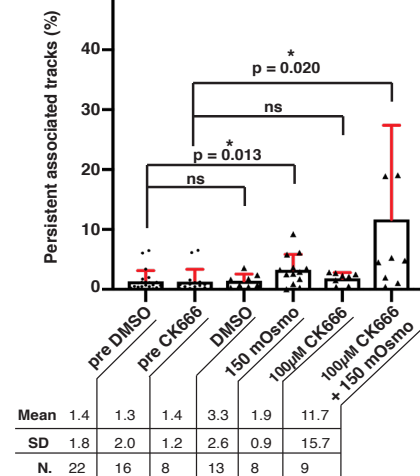 Persistent associated tracks (%)
40
30
20
10
0
*
p = 0.020
ns
*
p = 0.013
ns
pre DMSO
pre CK666
DMSO
150 mOsmo
100µM CK666
100µM CK666
+ 150 mOsmo
Mean 1.4 1.3 1.4 3.3 1.9 11.7
SD 1.8 2.0 1.2 2.6 0.9 15.7
N. 22 16 8 13 8 9